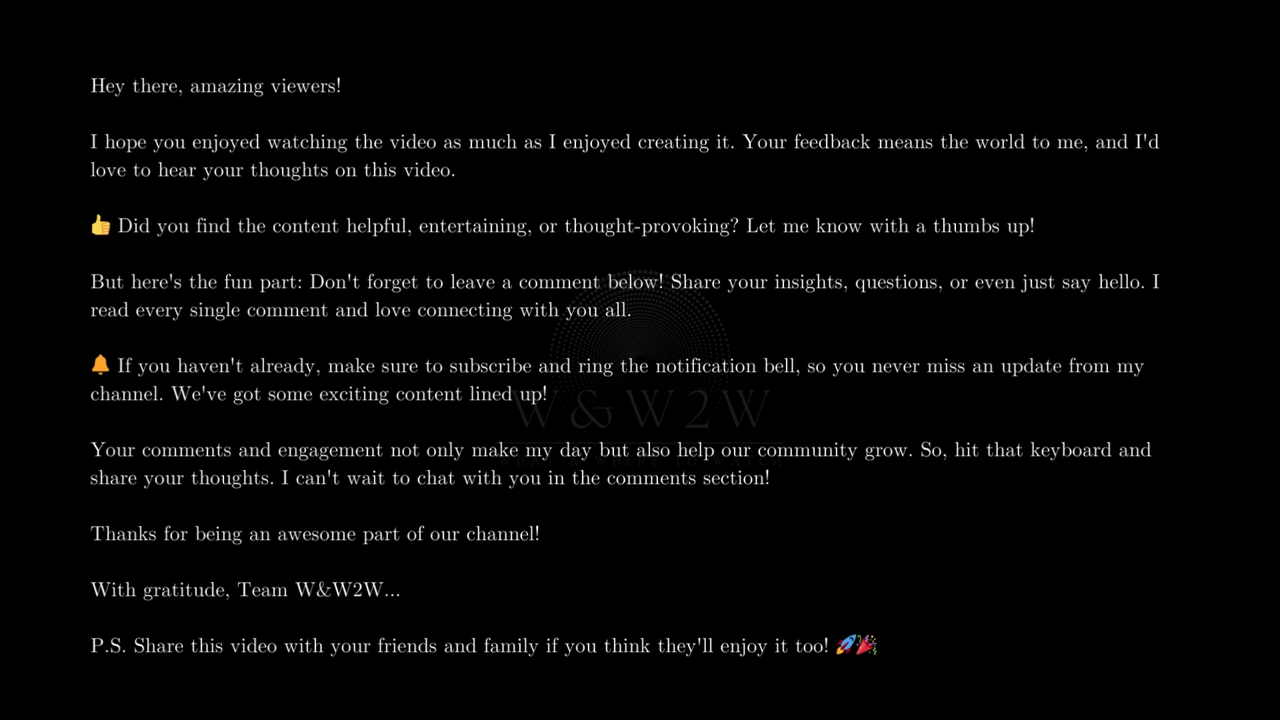 Hey there, amazing viewers!
I hope you enjoyed watching the video as much as I enjoyed creating it. Your feedback means the world to me, and I'd
love to hear your thoughts on this video.
👍 Did you find the content helpful, entertaining, or thought-provoking? Let me know with a thumbs up!
But here's the fun part: Don't forget to leave a comment below! Share your insights, questions, or even just say hello. I
read every single comment and love connecting with you all.
🔔 If you haven't already, make sure to subscribe and ring the notification bell, so you never miss an update from my
channel. We've got some exciting content lined up!
W&W2W
Your comments and engagement not only make my day but also help our community grow. So, hit that keyboard and
share your thoughts. I can't wait to chat with you in the comments section!
Thanks for being an awesome part of our channel!
With gratitude, Team W&W2W...
P.S. Share this video with your friends and family if you think they'll enjoy it too! 🚀🎉